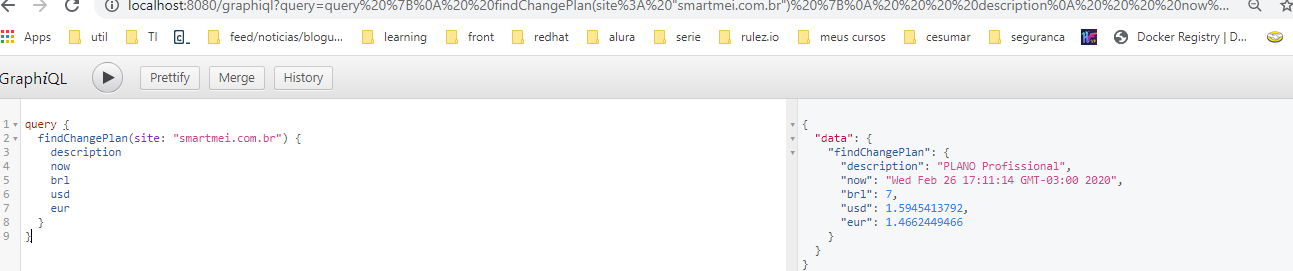 localhost:8080/graphiql?query=query%20%7B%0A%20%20findChangePlan(site%3A%20"smartmei.com.br")%20%7B%0A%20%20%20%20description%0A%20%20%20%20now%...
Apps util TI feed/noticias/blogu... learning front redhat alura serie rulez.io meus cursos cesumar seguranca Docker Registry | D...
GraphiQL Prettify Merge History
1 query {
2 findChangePlan(site: "smartmei.com.br") {
3 description
4 now
5 brl
6 usd
7 eur
8 }
9 }
{
"data": {
"findChangePlan": {
"description": "PLANO Profissional",
"now": "Wed Feb 26 17:11:14 GMT-03:00 2020",
"brl": 7,
"usd": 1.5945413792,
"eur": 1.4662449466
}
}
}